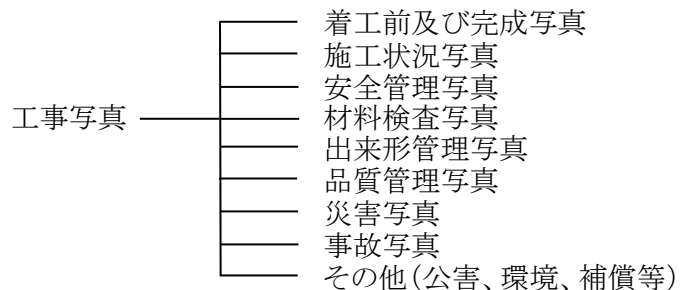 着工前及び完成写真
施工状況写真
安全管理写真
工事写真
材料検査写真
出来形管理写真
品質管理写真
災害写真
事故写真
その他(公害、環境、補償等)